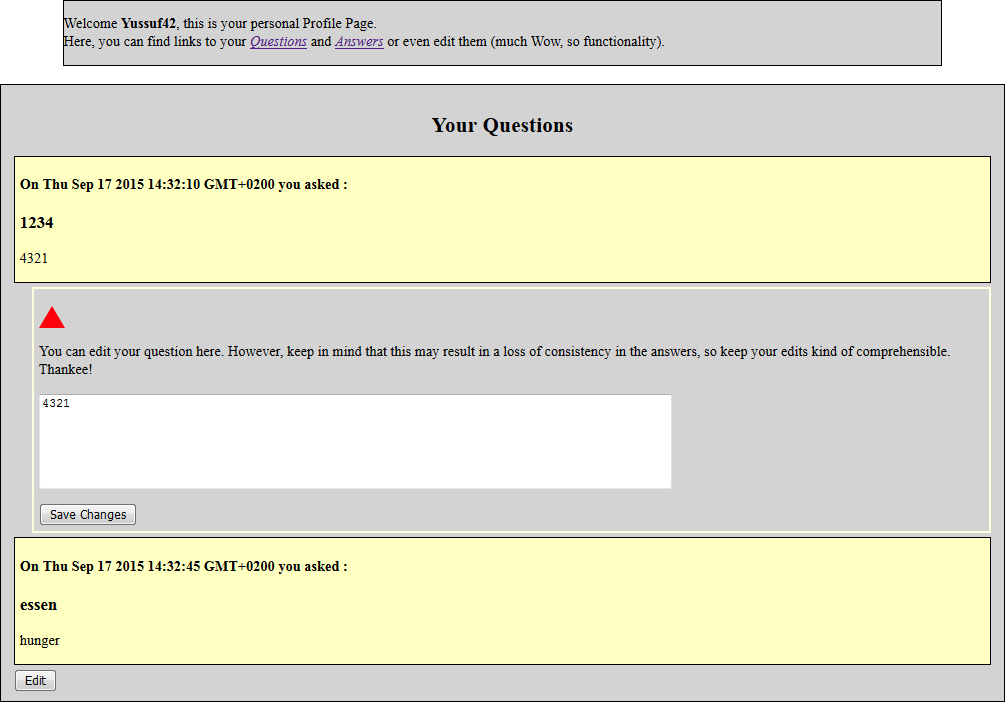 Welcome Yussuf42, this is your personal Profile Page.
Here, you can find links to your Questions and Answers or even edit them (much Wow, so functionality).
Your Questions
On Thu Sep 17 2015 14:32:10 GMT+0200 you asked :
1234
4321
You can edit your question here. However, keep in mind that this may result in a loss of consistency in the answers, so keep your edits kind of comprehensible.
Thankee!
4321
Save Changes
On Thu Sep 17 2015 14:32:45 GMT+0200 you asked :
essen
hunger
Edit